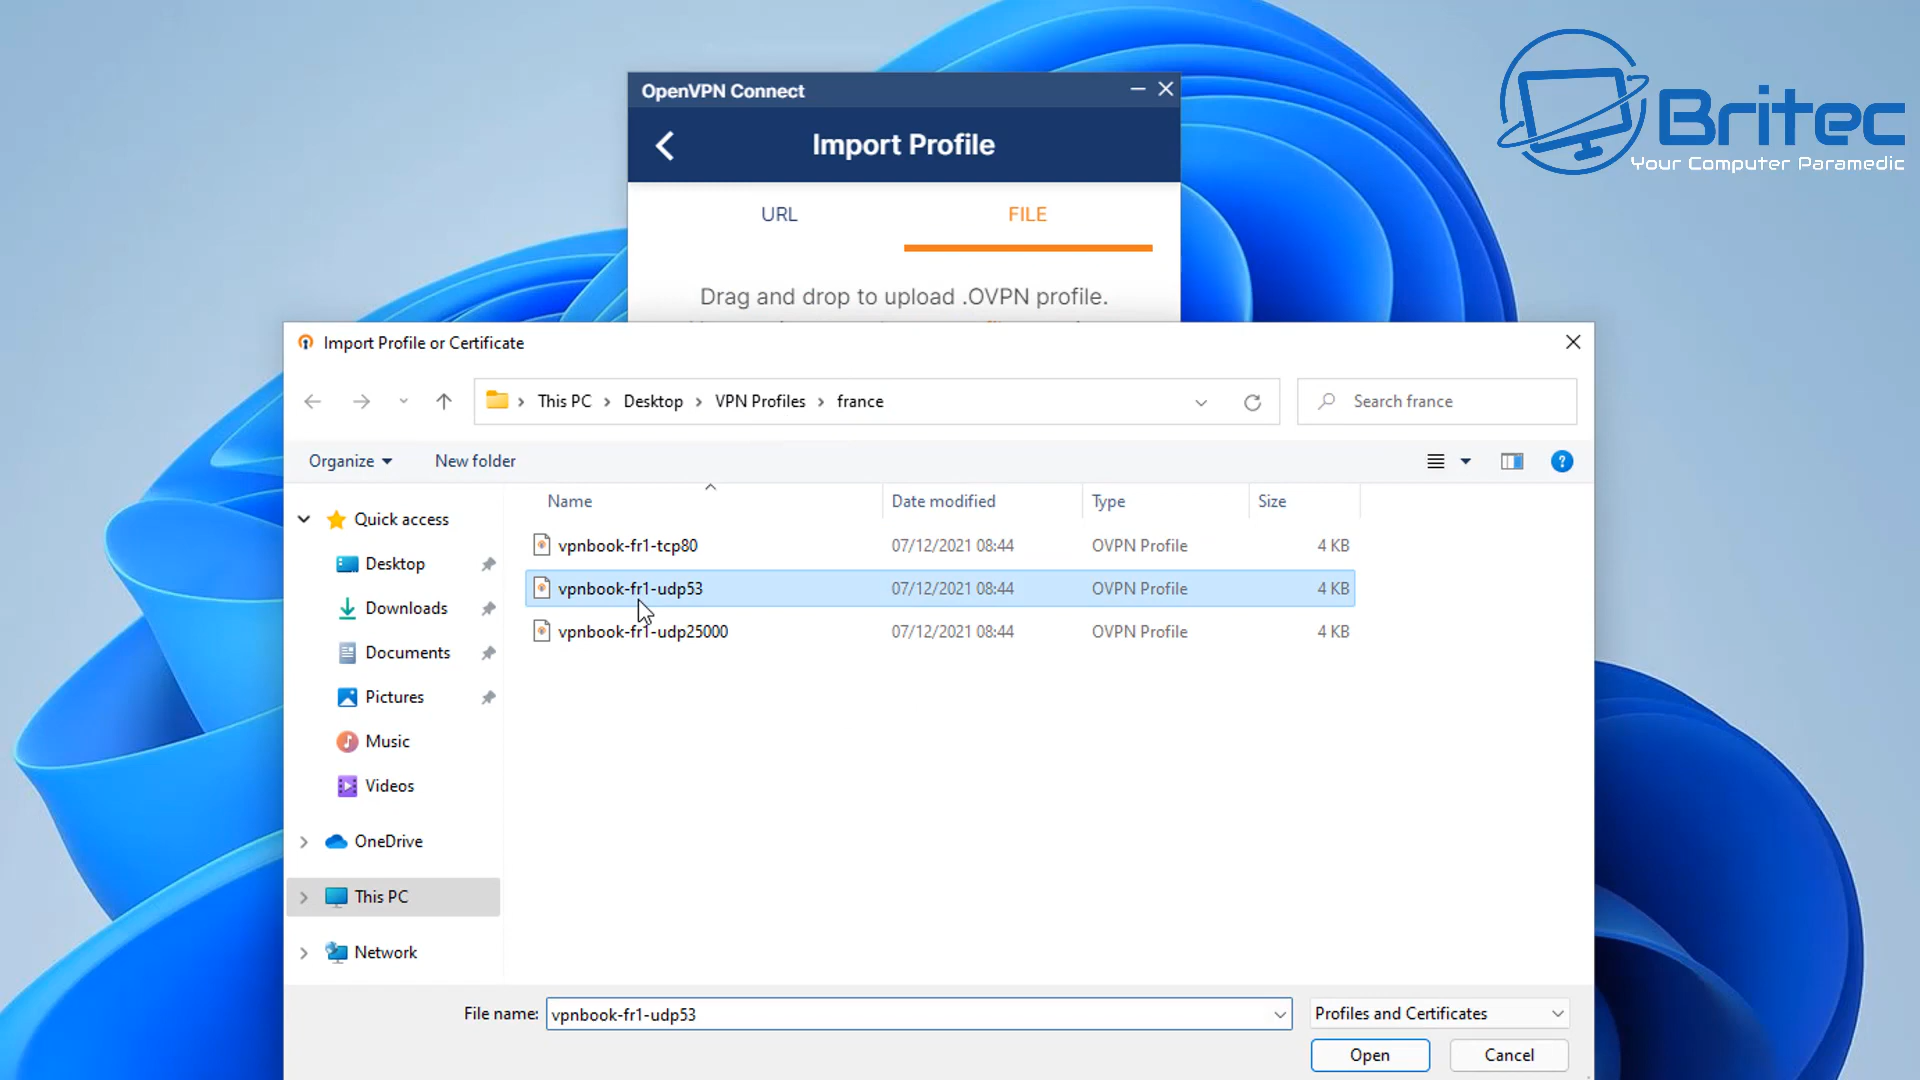 OpenVPN Connect
Import Profile
URL
FILE
Drag and drop to upload .OVPN profile.
Britec
Your Computer Paramedic
Import Profile or Certificate
This PC > Desktop > VPN Profiles > france
Search france
Organize
New folder
Name
Date modified
Type
Size
vpnbook-fr1-tcp80
07/12/2021 08:44
OVPN Profile
4 KB
vpnbook-fr1-udp53
07/12/2021 08:44
OVPN Profile
4 KB
vpnbook-fr1-udp25000
07/12/2021 08:44
OVPN Profile
4 KB
Quick access
Desktop
Downloads
Documents
Pictures
Music
Videos
OneDrive
This PC
Network
File name: vpnbook-fr1-udp53
Profiles and Certificates
Open
Cancel